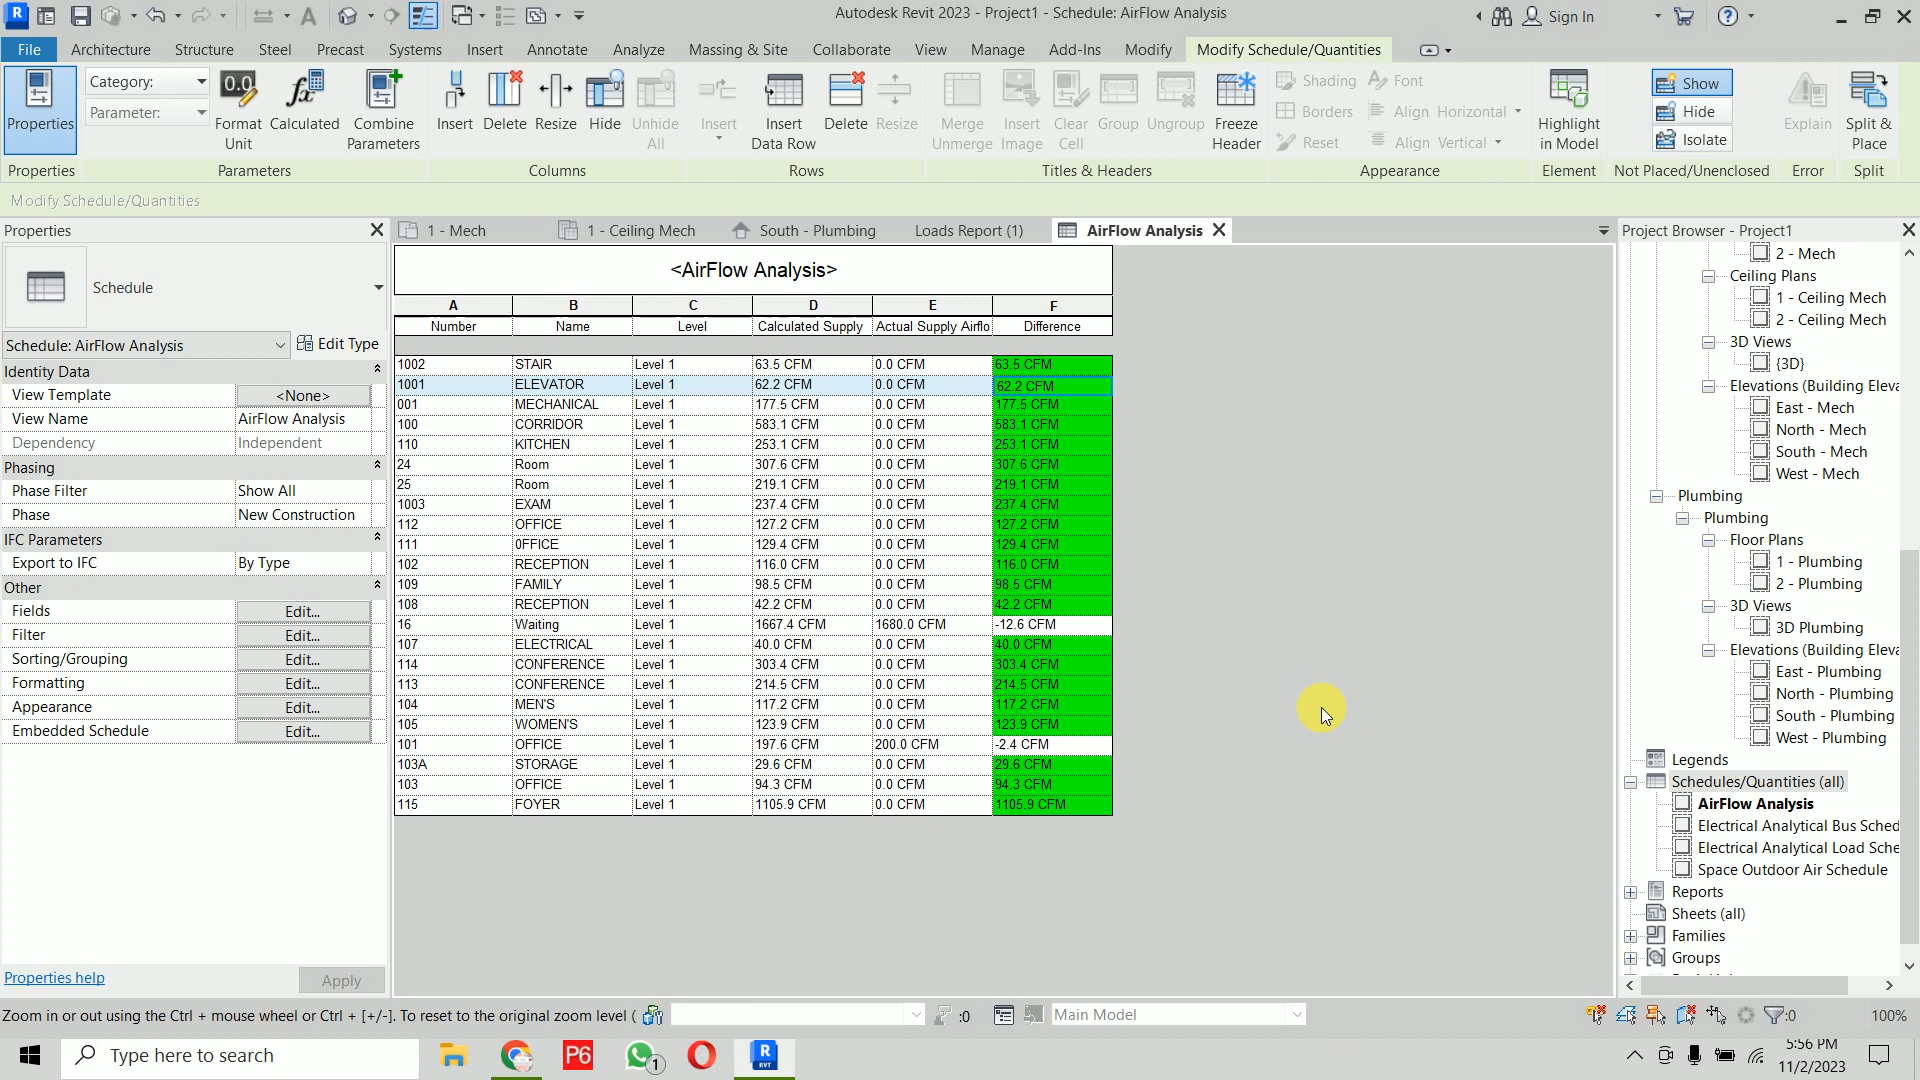 Autodesk Revit 2023 - Project1 - Schedule: AirFlow Analysis
Sign In
File Architecture Structure Steel Precast Systems Insert Annotate Analyze Massing & Site Collaborate View Manage Add-Ins Modify Modify Schedule/Quantities
Properties
Category:
Parameter:
Format Unit
Calculated
Combine Parameters
Insert
Delete
Resize
Hide
Unhide All
Insert
Insert Data Row
Delete
Resize
Merge Unmerge
Insert Image
Clear Cell
Group
Ungroup
Freeze Header
Shading
Borders
Reset
Font
Align Horizontal
Align Vertical
Highlight in Model
Show
Hide
Isolate
Explain
Split & Place
Properties Parameters Columns Rows Titles & Headers Appearance Element Not Placed/Unenclosed Error Split
Modify Schedule/Quantities
Properties
Schedule
Schedule: AirFlow Analysis Edit Type
Identity Data
View Template <None>
View Name AirFlow Analysis
Dependency Independent
Phasing
Phase Filter Show All
Phase New Construction
IFC Parameters
Export to IFC By Type
Other
Fields Edit...
Filter Edit...
Sorting/Grouping Edit...
Formatting Edit...
Appearance Edit...
Embedded Schedule Edit...
Properties help Apply
1 - Mech 1 - Ceiling Mech South - Plumbing Loads Report (1) AirFlow Analysis
<AirFlow Analysis>
A B C D E F
Number Name Level Calculated Supply Actual Supply Airflo Difference
1002 STAIR Level 1 63.5 CFM 0.0 CFM 63.5 CFM
1001 ELEVATOR Level 1 62.2 CFM 0.0 CFM 62.2 CFM
001 MECHANICAL Level 1 177.5 CFM 0.0 CFM 177.5 CFM
100 CORRIDOR Level 1 583.1 CFM 0.0 CFM 583.1 CFM
110 KITCHEN Level 1 253.1 CFM 0.0 CFM 253.1 CFM
24 Room Level 1 307.6 CFM 0.0 CFM 307.6 CFM
25 Room Level 1 219.1 CFM 0.0 CFM 219.1 CFM
1003 EXAM Level 1 237.4 CFM 0.0 CFM 237.4 CFM
112 OFFICE Level 1 127.2 CFM 0.0 CFM 127.2 CFM
111 0FFICE Level 1 129.4 CFM 0.0 CFM 129.4 CFM
102 RECEPTION Level 1 116.0 CFM 0.0 CFM 116.0 CFM
109 FAMILY Level 1 98.5 CFM 0.0 CFM 98.5 CFM
108 RECEPTION Level 1 42.2 CFM 0.0 CFM 42.2 CFM
16 Waiting Level 1 1667.4 CFM 1680.0 CFM -12.6 CFM
107 ELECTRICAL Level 1 40.0 CFM 0.0 CFM 40.0 CFM
114 CONFERENCE Level 1 303.4 CFM 0.0 CFM 303.4 CFM
113 CONFERENCE Level 1 214.5 CFM 0.0 CFM 214.5 CFM
104 MEN'S Level 1 117.2 CFM 0.0 CFM 117.2 CFM
105 WOMEN'S Level 1 123.9 CFM 0.0 CFM 123.9 CFM
101 OFFICE Level 1 197.6 CFM 200.0 CFM -2.4 CFM
103A STORAGE Level 1 29.6 CFM 0.0 CFM 29.6 CFM
103 OFFICE Level 1 94.3 CFM 0.0 CFM 94.3 CFM
115 FOYER Level 1 1105.9 CFM 0.0 CFM 1105.9 CFM
Project Browser - Project1
2 - Mech
Ceiling Plans
1 - Ceiling Mech
2 - Ceiling Mech
3D Views
{3D}
Elevations (Building Eleva
East - Mech
North - Mech
South - Mech
West - Mech
Plumbing
Plumbing
Floor Plans
1 - Plumbing
2 - Plumbing
3D Views
3D Plumbing
Elevations (Building Eleva
East - Plumbing
North - Plumbing
South - Plumbing
West - Plumbing
Legends
Schedules/Quantities (all)
AirFlow Analysis
Electrical Analytical Bus Sched
Electrical Analytical Load Sche
Space Outdoor Air Schedule
Reports
Sheets (all)
Families
Groups
Zoom in or out using the Ctrl + mouse wheel or Ctrl + [+/-]. To reset to the original zoom level ( :0 Main Model :0 100%
Type here to search
P6
1
R
RVT
5:56 PM
11/2/2023